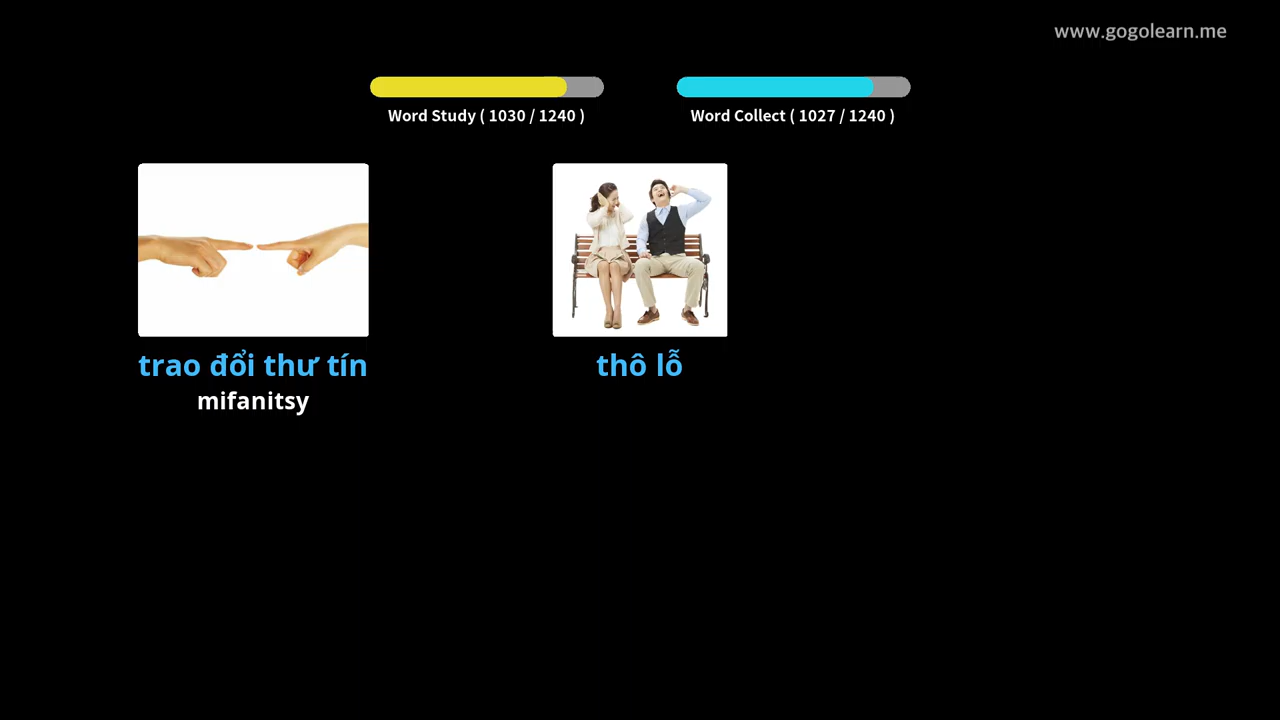 www.gogolearn.me
Word Study ( 1030 / 1240 )
Word Collect ( 1027 / 1240 )
trao đổi thư tín
mifanitsy
thô lỗ